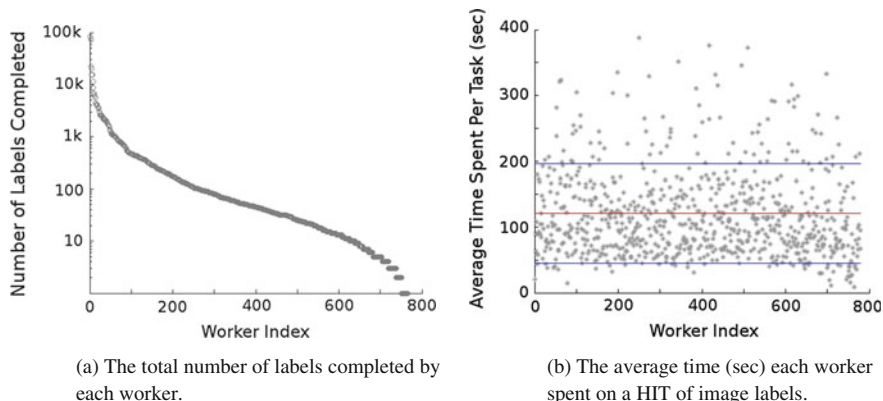 Number of Labels Completed
100k
10k
1k
100
10
0
200
400
600
800
Worker Index
(a) The total number of labels completed by
each worker.
Average Time Spent Per Task (sec)
400
300
200
100
0
0
200
400
600
800
Worker Index
(b) The average time (sec) each worker
spent on a HIT of image labels.